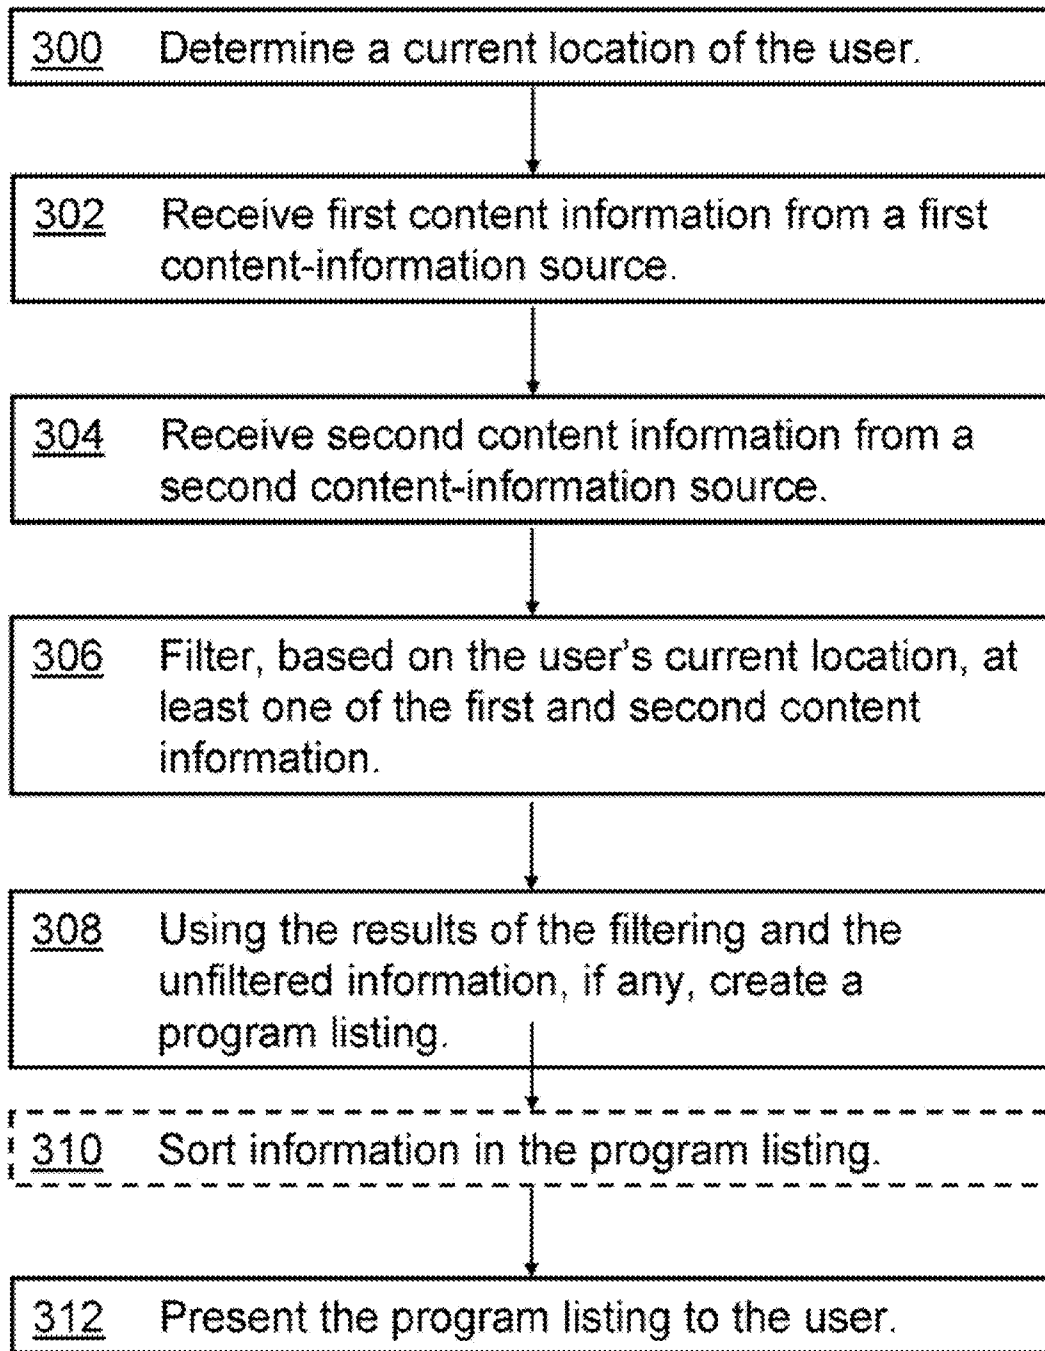 300 Determine a current location of the user.
302 Receive first content information from a first
content-information source.
304 Receive second content information from a
second content-information source.
306 Filter, based on the user's current location, at
least one of the first and second content
information.
308 Using the results of the filtering and the
unfiltered information, if any, create a
program listing.
310 Sort information in the program listing.
312 Present the program listing to the user.